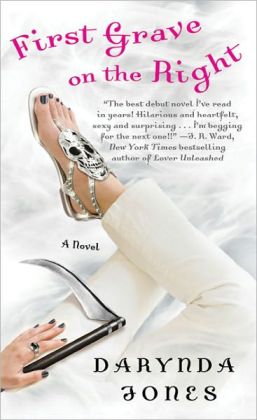 First Grave
on the Right
"The best debut novel I've read
in years! Hilarious and heartfelt,
sexy and surprising . . . I'm begging
for the next one!!" —J. R. Ward,
New York Times bestselling
author of Lover Unleashed
A Novel
DARYNDA
JONES